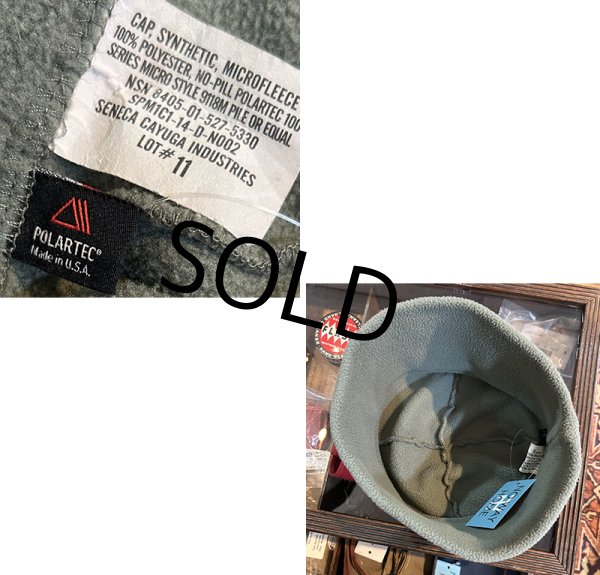 CAP, SYNTHETIC, MICROFLEECE
100% POLYESTER, NO-PILL POLARTEC 100
SERIES MICRO STYLE 9118M PILE OR EQUAL
NSN 8405-01-527-5330
SPM1C1-14-D-N002
SENECA CAYUGA INDUSTRIES
LOT# 11
POLARTEC®
Made in U.S.A.
SOLD